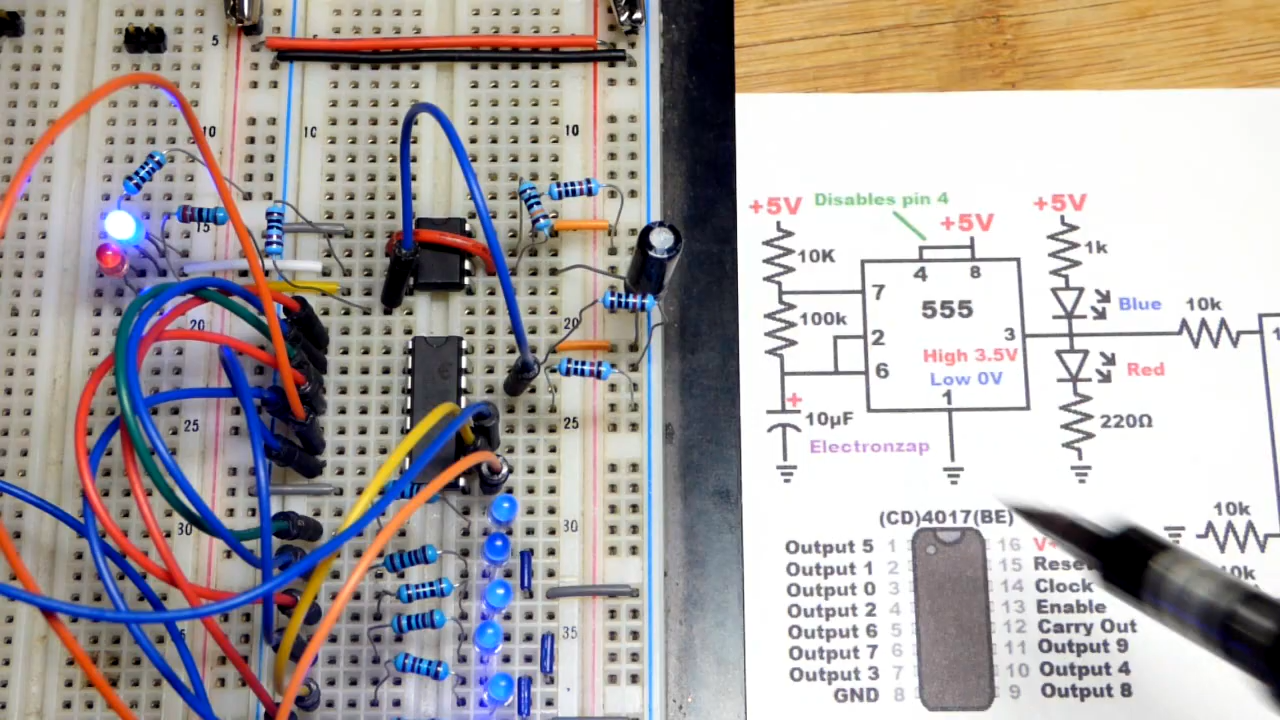 5
10
10
10
15
20
20
25
25
30
30
35
Disables pin 4
+5V
+5V
+5V
10K
4
8
1k
7
555
Blue
10k
100k
2
3
High 3.5V
6
Low 0V
Red
+
10µF
1
220Ω
Electronzap
(CD)4017(BE)
10k
Output 5 1 16 V+
Output 1 2 15 Rese
Output 0 3 14 Clock
Output 2 4 13 Enable
Output 6 5 12 Carry Out
Output 7 6 11 Output 9
Output 3 7 10 Output 4
GND 8 9 Output 8